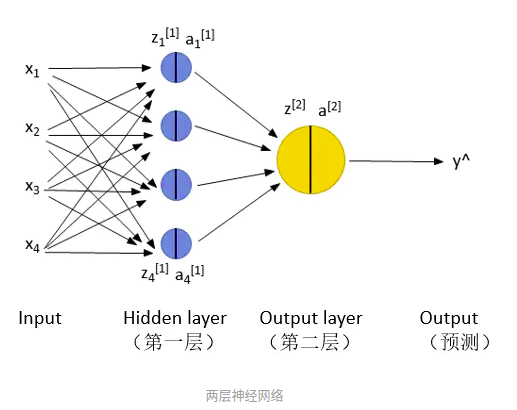 z₁[1] a₁[1]
x₁
z[2] a[2]
x₂
y^
x₃
x₄
z₄[1] a₄[1]
Input Hidden layer Output layer Output
（第一层） （第二层） （预测）
两层神经网络